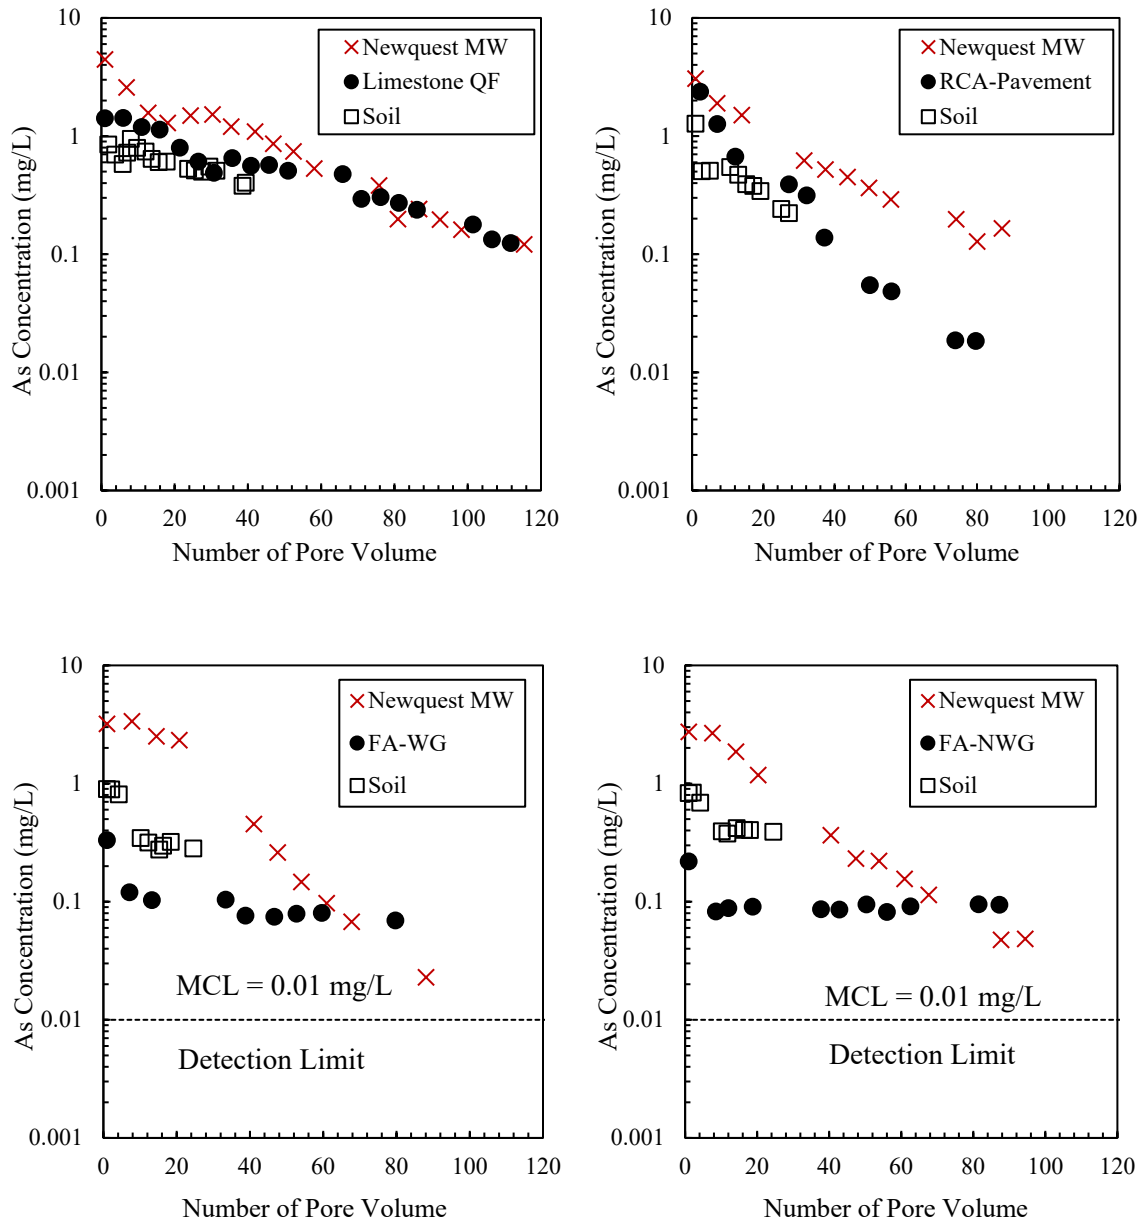 10
1
0.1
0.01
0.001
As Concentration (mg/L)
Newquest MW
Limestone QF
Soil
0 20 40 60 80 100 120
Number of Pore Volume
10
1
0.1
0.01
0.001
As Concentration (mg/L)
Newquest MW
RCA-Pavement
Soil
0 20 40 60 80 100 120
Number of Pore Volume
10
1
0.1
0.01
0.001
As Concentration (mg/L)
Newquest MW
FA-WG
Soil
MCL = 0.01 mg/L
Detection Limit
0 20 40 60 80 100 120
Number of Pore Volume
10
1
0.1
0.01
0.001
As Concentration (mg/L)
Newquest MW
FA-NWG
Soil
MCL = 0.01 mg/L
Detection Limit
0 20 40 60 80 100 120
Number of Pore Volume